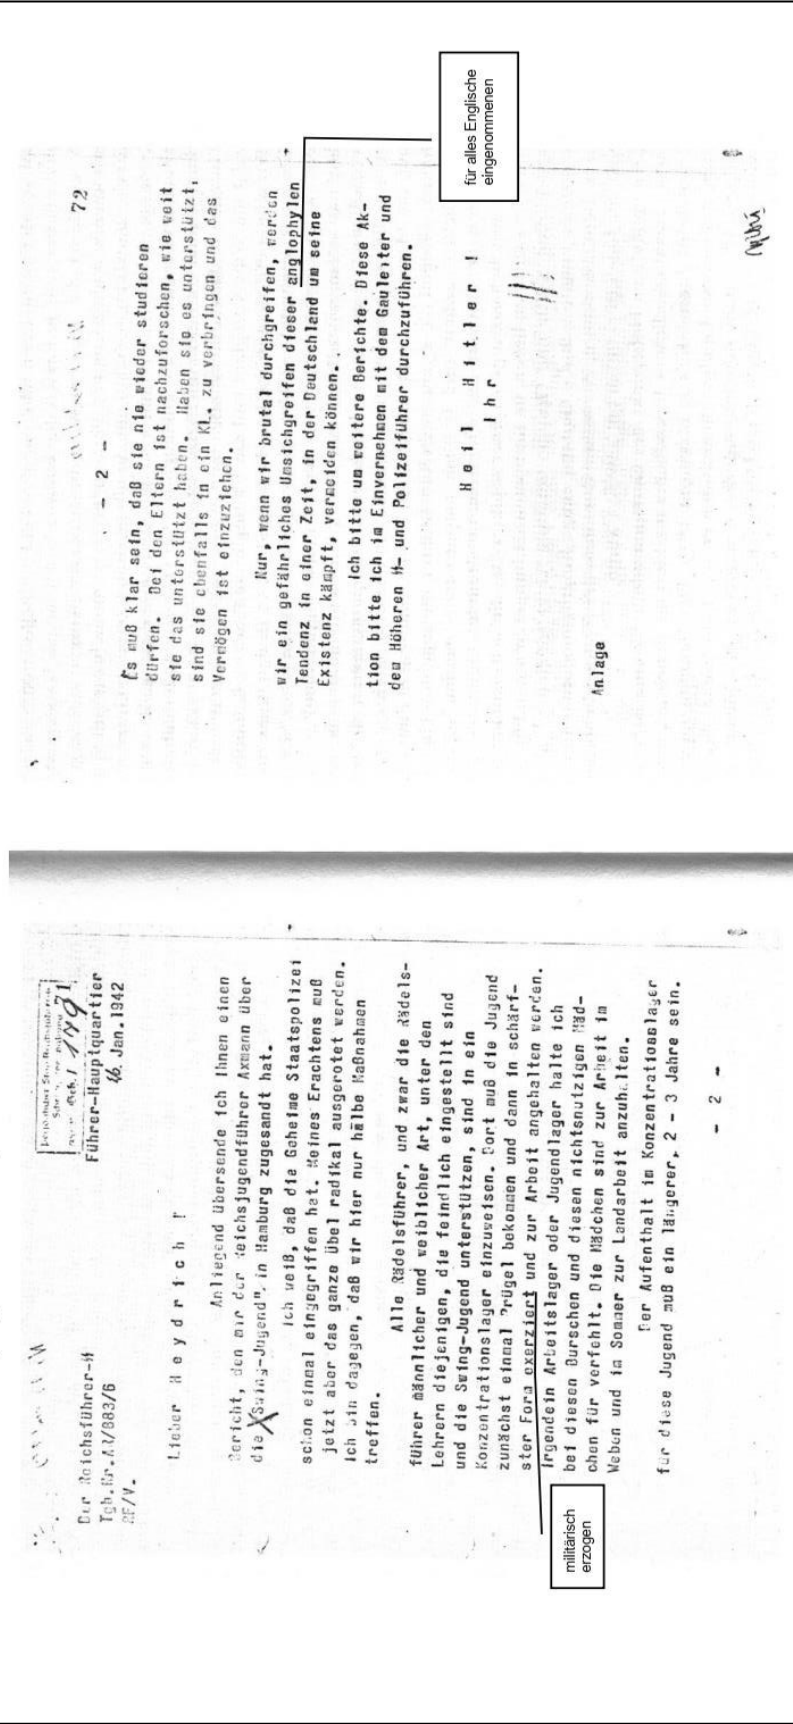 Der Reichsführer-SS
Tgb.Nr.AR/883/6
RF/V.
1491
Führer-Hauptquartier
16. Jan.1942
Lieber Heydrich !
Anliegend übersende ich Ihnen einen
Bericht, den mir der Reichsjugendführer Axmann über
die "Swing-Jugend" in Hamburg zugesandt hat.
Ich weiß, daß die Geheime Staatspolizei
schon einmal eingegriffen hat. Meines Erachtens muß
jetzt aber das ganze Übel radikal ausgerotet werden.
Ich bin dagegen, daß wir hier nur halbe Maßnahmen
treffen.
Alle Rädelsführer, und zwar die Rädels-
führer männlicher und weiblicher Art, unter den
Lehrern diejenigen, die feindlich eingestellt sind
und die Swing-Jugend unterstützen, sind in ein
Konzentrationslager einzuweisen. Dort muß die Jugend
zunächst einmal Prügel bekommen und dann in schärf-
ster Form exerziert und zur Arbeit angehalten werden.
Irgendein Arbeitslager oder Jugendlager halte ich
bei diesen Burschen und diesen nichtsnutzigen Mäd-
chen für verfehlt. Die Mädchen sind zur Arbeit im
Weben und im Sommer zur Landarbeit anzuhalten.
Der Aufenthalt im Konzentrationslager
für diese Jugend muß ein längerer, 2 - 3 Jahre sein.
- 2 -
militärisch
erzogen
72
- 2 -
Es muß klar sein, daß sie nie wieder studieren
dürfen. Bei den Eltern ist nachzuforschen, wie weit
sie das unterstützt haben. Haben sie es unterstützt,
sind sie ebenfalls in ein KL. zu verbringen und das
Vermögen ist einzuziehen.
Nur, wenn wir brutal durchgreifen, werden
wir ein gefährliches Umsichgreifen dieser anglophylen
Tendenz in einer Zeit, in der Deutschland um seine
Existenz kämpft, vermeiden können.
Ich bitte um weitere Berichte. Diese Ak-
tion bitte ich im Einvernehmen mit dem Gauleiter und
dem Höheren SS- und Polizeiführer durchzuführen.
Heil Hitler !
Ihr
Anlage
für alles Englische
eingenommenen